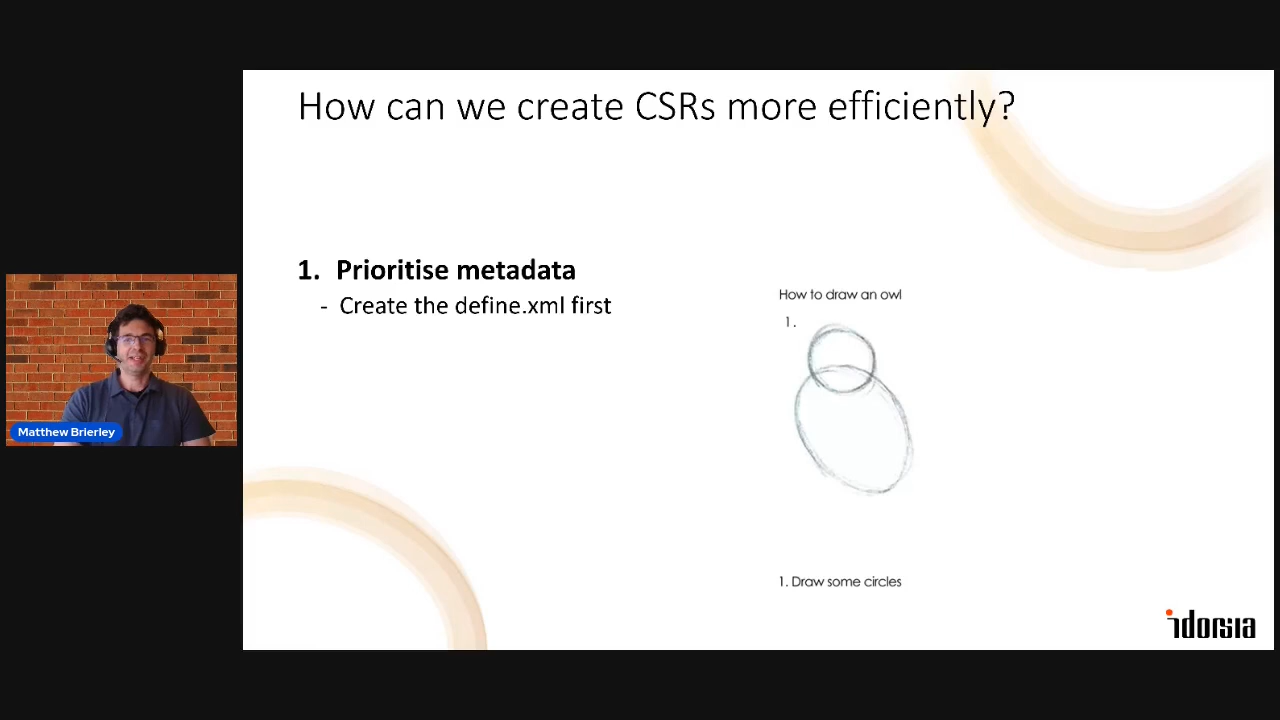 How can we create CSRs more efficiently?
1. Prioritise metadata
- Create the define.xml first
How to draw an owl
1.
1. Draw some circles
Matthew Brierley
idorsia